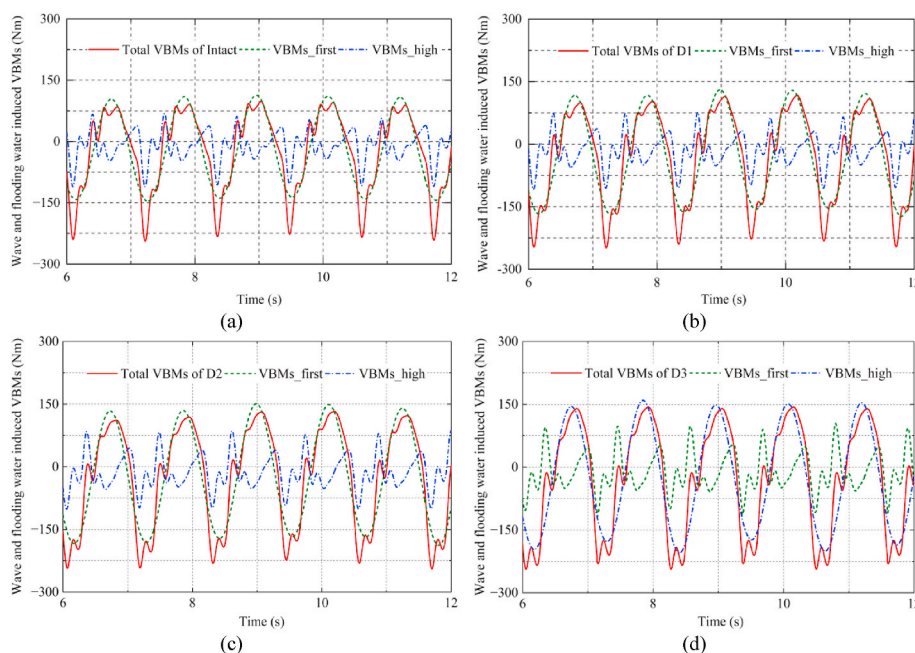 Wave and flooding water induced VBMs (Nm)
300
150
0
−150
−300
Total VBMs of Intact VBMs_first VBMs_high
6 8 10 12
Time (s)
(a)
Wave and flooding water induced VBMs (Nm)
300
150
0
-150
-300
Total VBMs of D1 VBMs_first VBMs_high
6 8 10 12
Time (s)
(b)
Wave and flooding water induced VBMs (Nm)
300
150
0
−150
−300
Total VBMs of D2 VBMs_first VBMs_high
6 8 10 12
Time (s)
(c)
Wave and flooding water induced VBMs (Nm)
300
150
0
−150
−300
Total VBMs of D3 VBMs_first VBMs_high
6 8 10 12
Time (s)
(d)